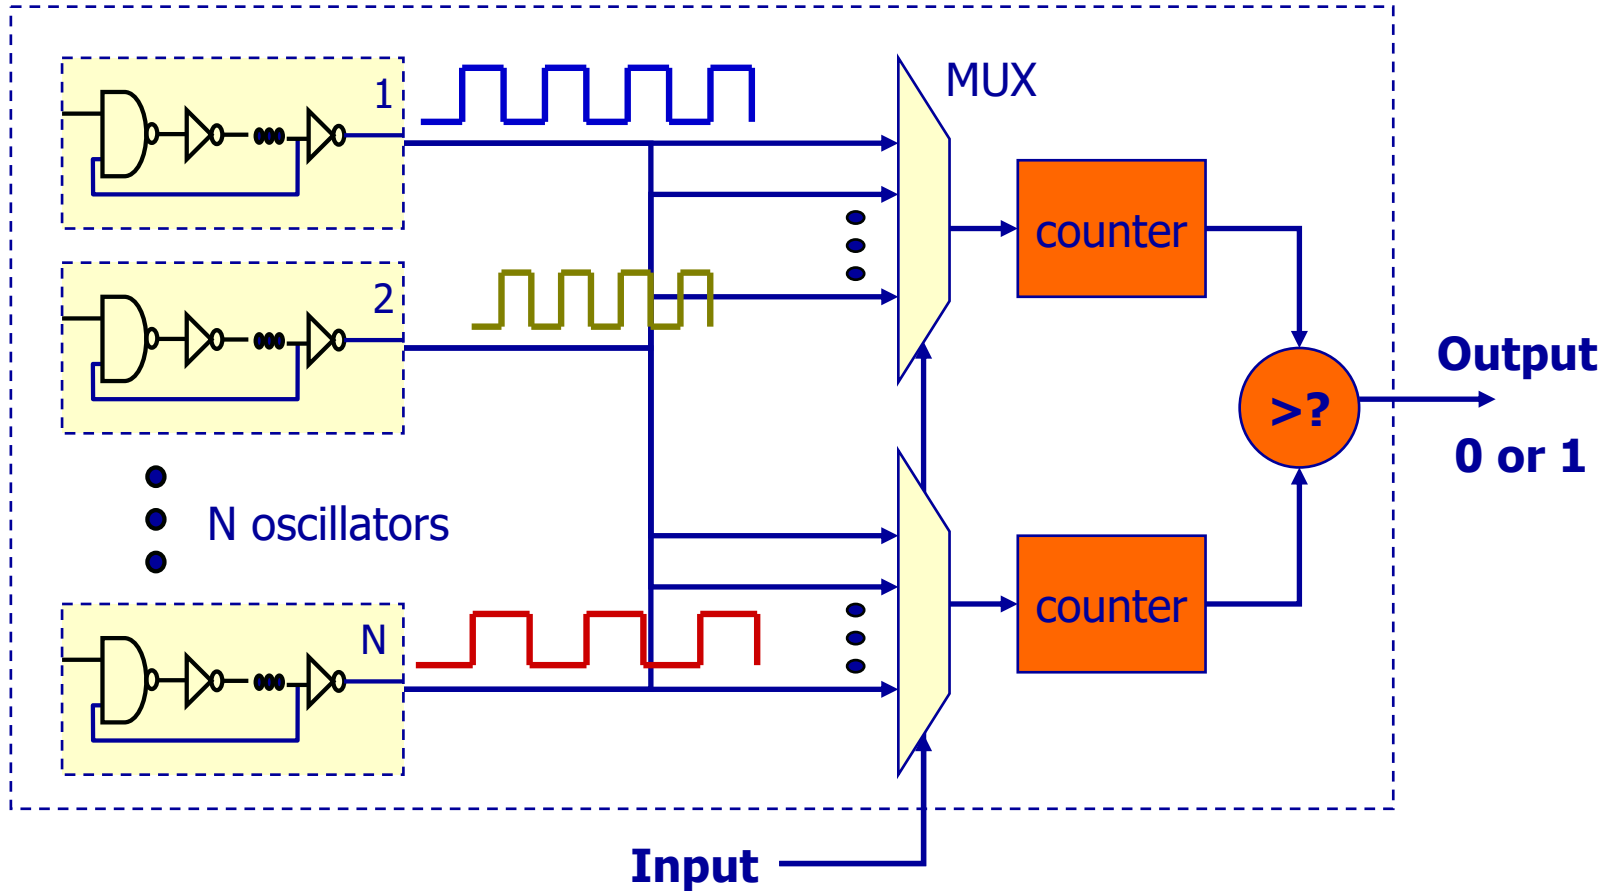 1
MUX
counter
2
Output
>?
0 or 1
N oscillators
counter
N
Input